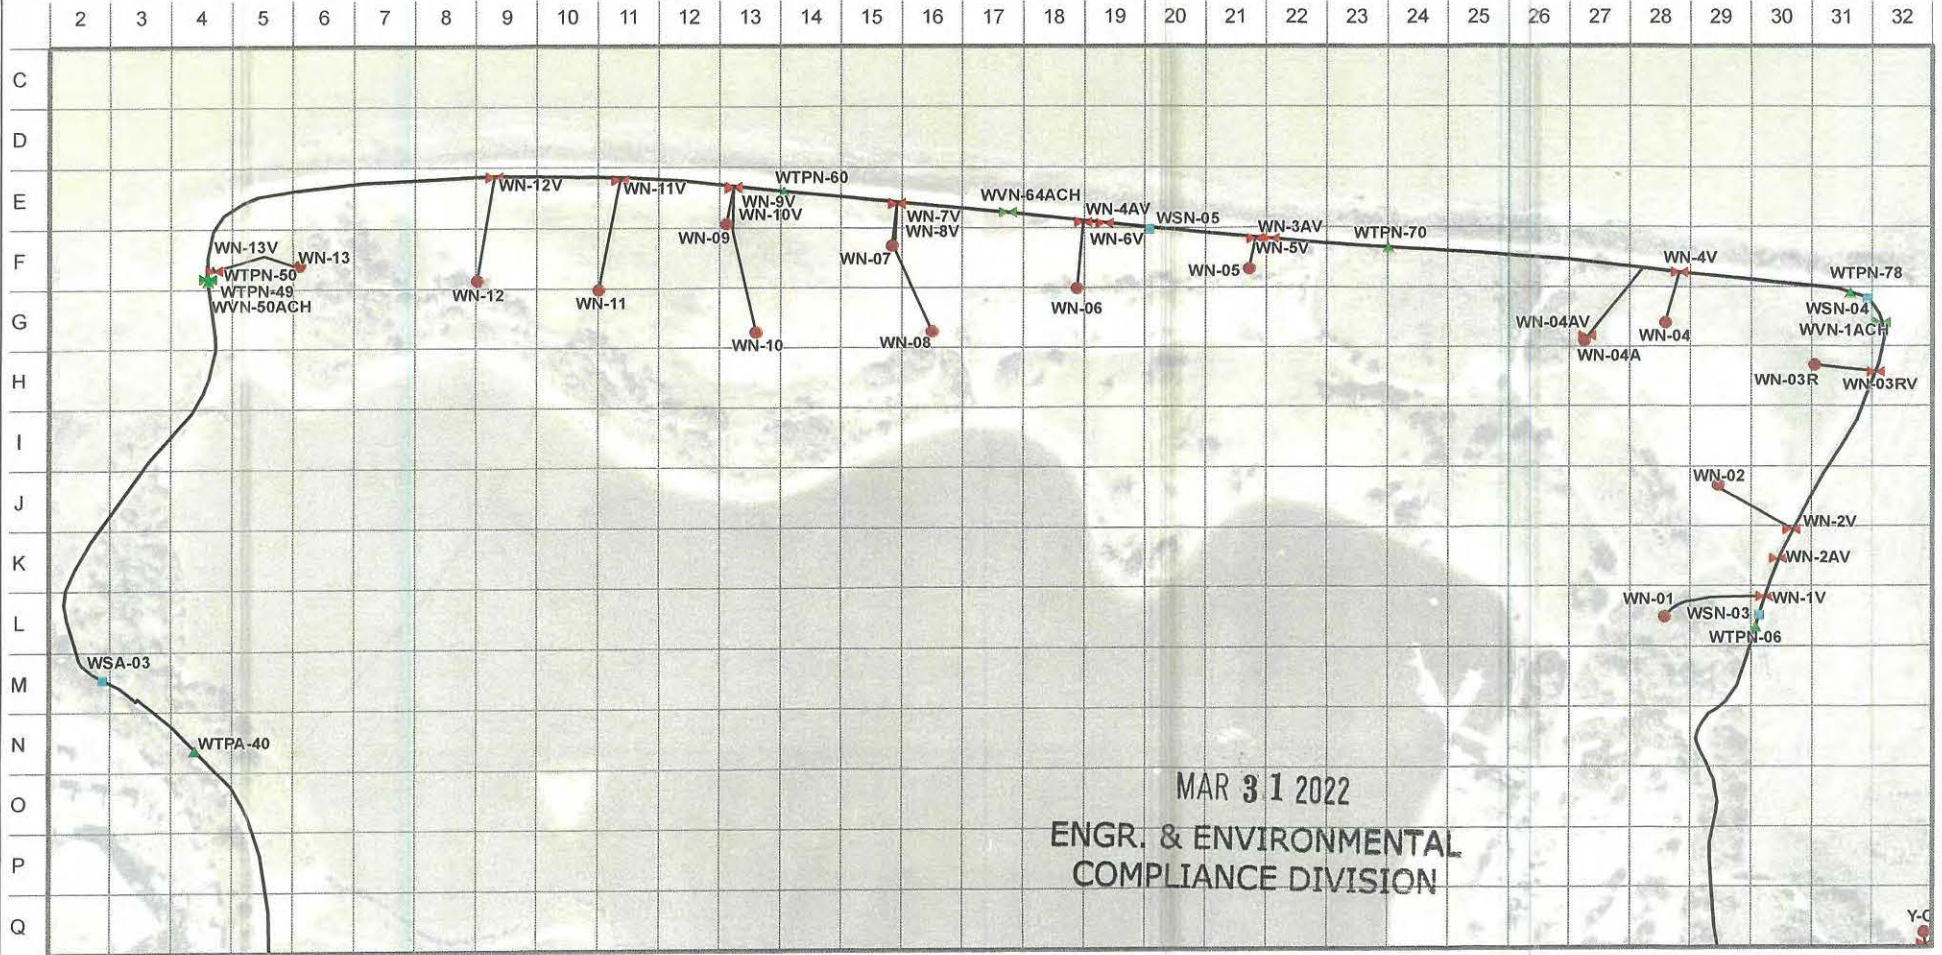 2 3 4 5 6 7 8 9 10 11 12 13 14 15 16 17 18 19 20 21 22 23 24 25 26 27 28 29 30 31 32
C
D
E
F
G
H
I
J
K
L
M
N
O
P
Q
WN-12V
WN-11V
WTPN-60
WN-9V
WN-10V
WN-09
WN-7V
WN-8V
WN-07
WVN-64ACH
WN-4AV
WSN-05
WN-6V
WN-3AV
WN-5V
WTPN-70
WN-05
WN-4V
WTPN-78
WN-13V
WN-13
WTPN-50
WTPN-49
WVN-50ACH
WN-12
WN-11
WN-06
WSN-04
WVN-1ACH
WN-10
WN-08
WN-04AV
WN-04A
WN-04
WN-03R
WN-03RV
WN-02
WN-2V
WN-2AV
WN-01
WN-1V
WSN-03
WTPN-06
WSA-03
WTPA-40
MAR 31 2022
ENGR. & ENVIRONMENTAL
COMPLIANCE DIVISION